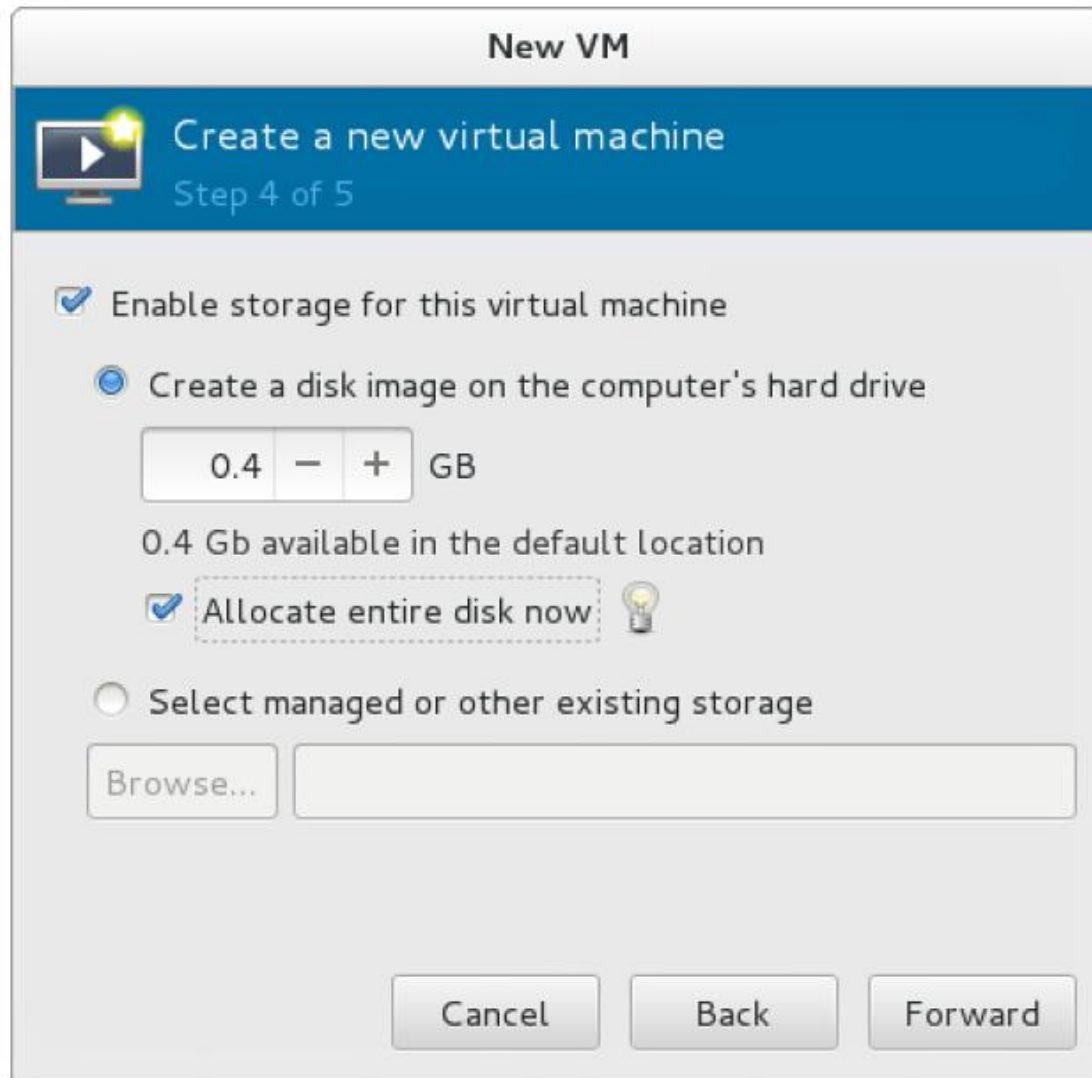 New VM
Create a new virtual machine
Step 4 of 5
Enable storage for this virtual machine
Create a disk image on the computer's hard drive
0.4 − + GB
0.4 Gb available in the default location
Allocate entire disk now
Select managed or other existing storage
Browse...
Cancel Back Forward